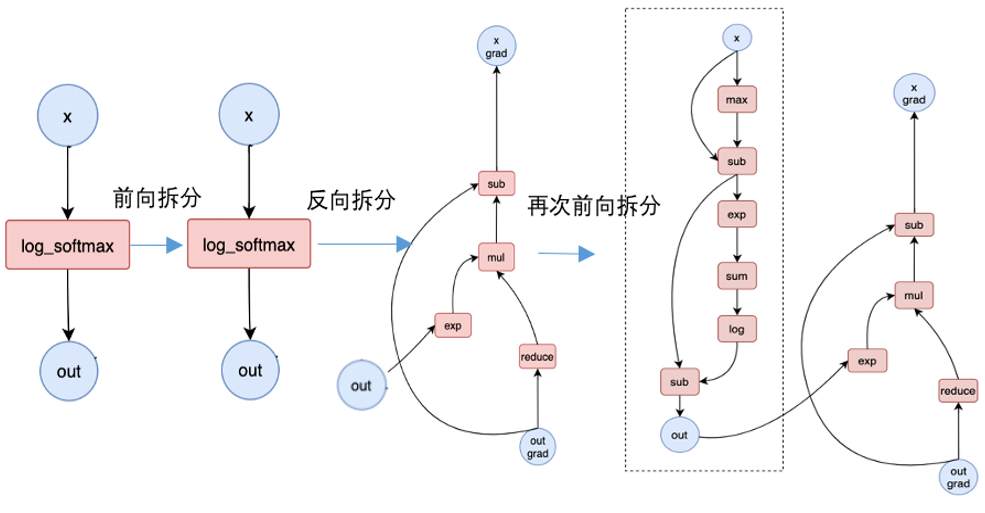 x
log_softmax
out
前向拆分
x
log_softmax
out
反向拆分
x
grad
sub
mul
exp
reduce
out
out
grad
再次前向拆分
x
max
sub
exp
sum
log
sub
out
x
grad
sub
mul
exp
reduce
out
grad